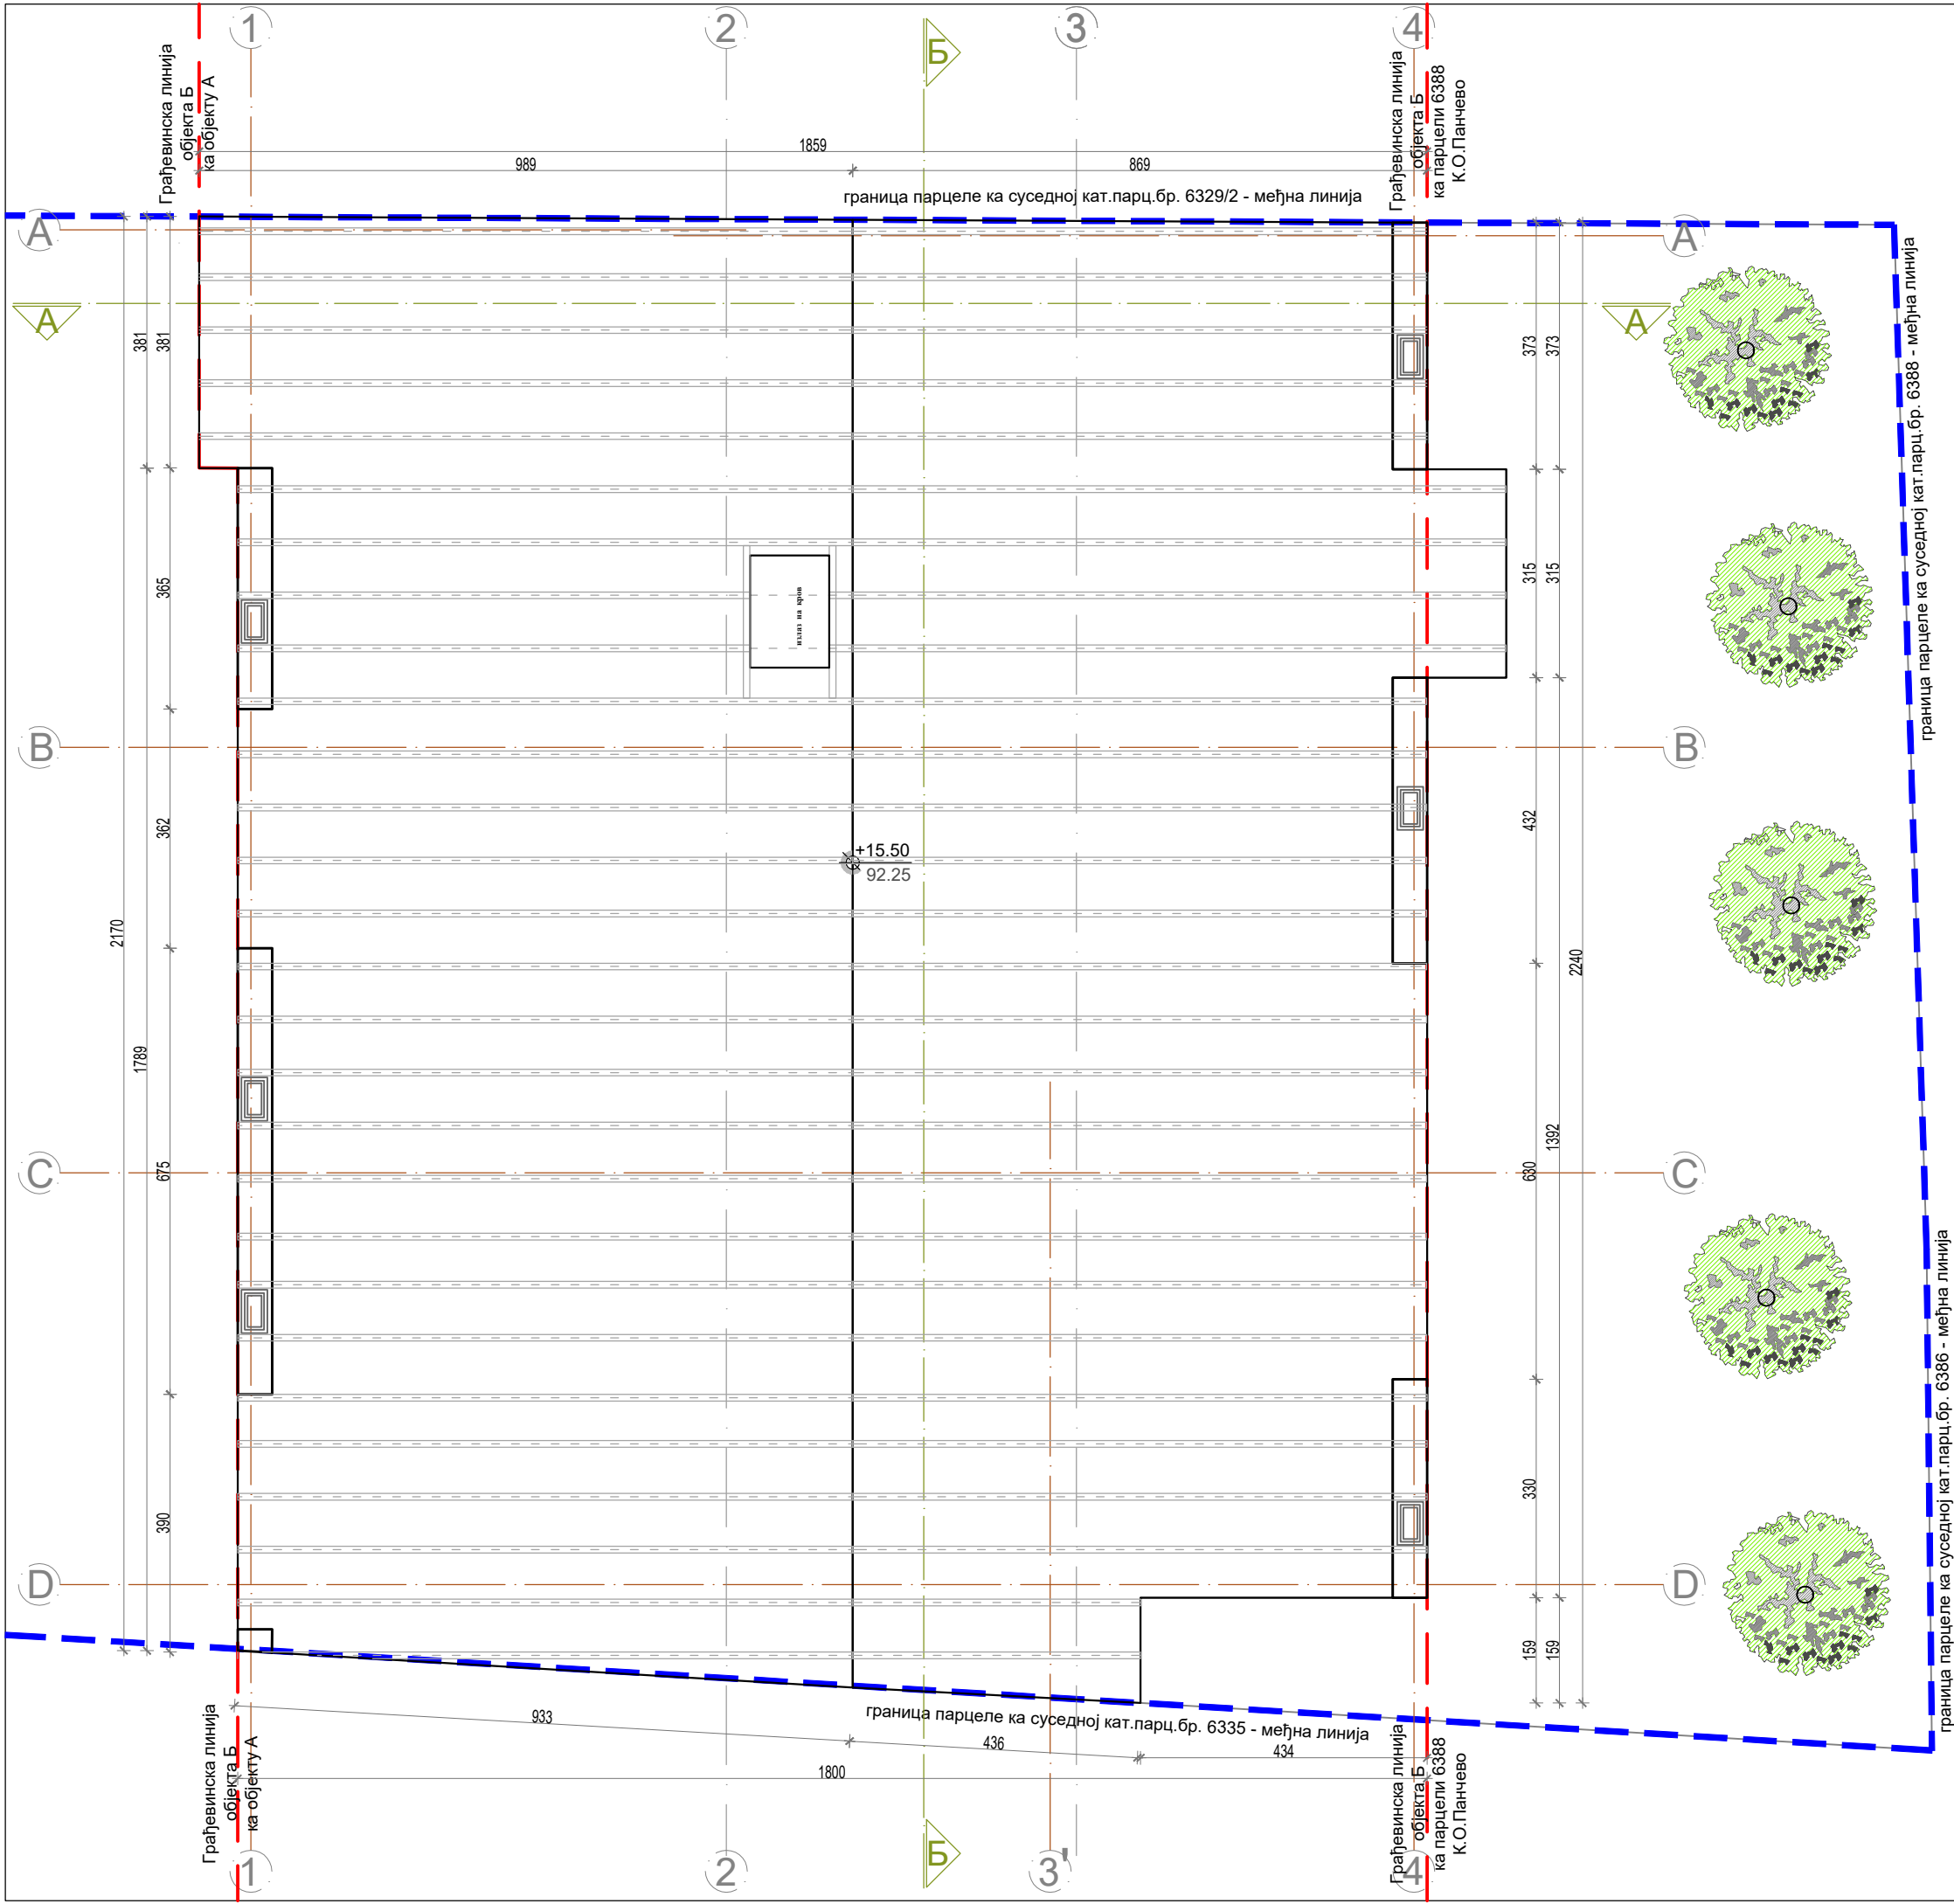 1
2
3
4
Б
Грађевинска линија
објекта Б
ка објекту А
Грађевинска линија
објекта Б
ка парцели 6388
К.О.Панчево
1859
989
869
граница парцеле ка суседној кат.парц.бр. 6329/2 - међна линија
A
A
А
А
381
381
373
373
граница парцеле ка суседној кат.парц.бр. 6388 - међна линија
365
315
315
излаз на кров
B
B
362
432
+15.50
92.25
2170
2240
1789
1392
675
630
C
C
граница парцеле ка суседној кат.парц.бр. 6386 - међна линија
390
330
D
D
159
159
933
граница парцеле ка суседној кат.парц.бр. 6335 - међна линија
436
434
1800
Грађевинска линија
објекта Б
ка објекту А
Грађевинска линија
објекта Б
ка парцели 6388
К.О.Панчево
Б
1
2
3'
4